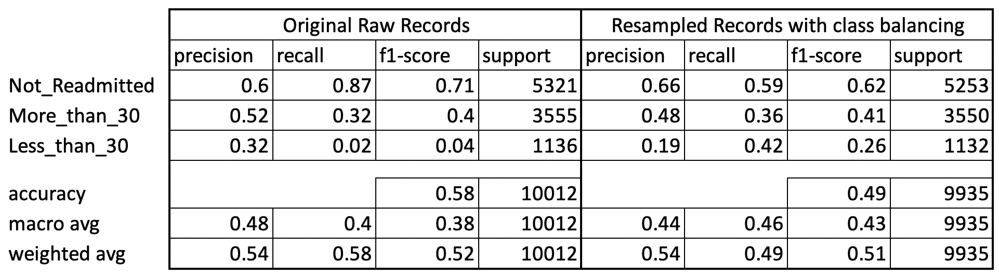 Original Raw Records Resampled Records with class balancing
precision recall f1-score support precision recall f1-score support
Not_Readmitted 0.6 0.87 0.71 5321 0.66 0.59 0.62 5253
More_than_30 0.52 0.32 0.4 3555 0.48 0.36 0.41 3550
Less_than_30 0.32 0.02 0.04 1136 0.19 0.42 0.26 1132
accuracy 0.58 10012 0.49 9935
macro avg 0.48 0.4 0.38 10012 0.44 0.46 0.43 9935
weighted avg 0.54 0.58 0.52 10012 0.54 0.49 0.51 9935